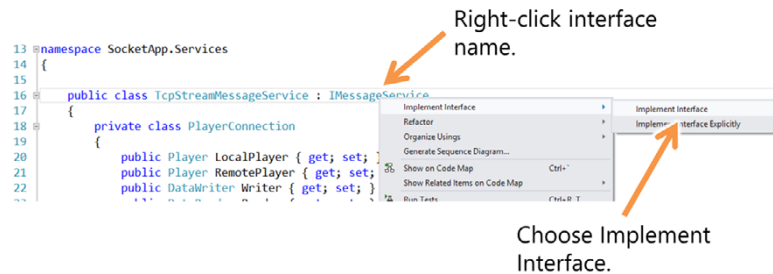 Right-click interface
name.
13 namespace SocketApp.Services
14 {
15
16 public class TcpStreamMessageService : IMessageService
17 {
18 private class PlayerConnection
19 {
20 public Player LocalPlayer { get; set; }
21 public Player RemotePlayer { get; set;
22 public DataWriter Writer { get; set; }
Implement Interface
Refactor
Organize Usings
Generate Sequence Diagram...
Show on Code Map Ctrl+`
Show Related Items on Code Map
Run Tests Ctrl+R, T
Implement Interface
Implement Interface Explicitly
Choose Implement
Interface.